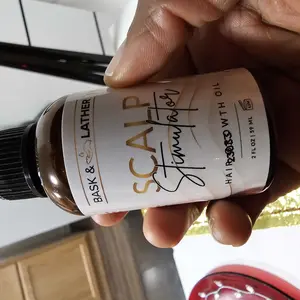 BASK & LATHER
SCALP
Stimulator
HAIR GROWTH OIL
2 FL OZ | 59 ML